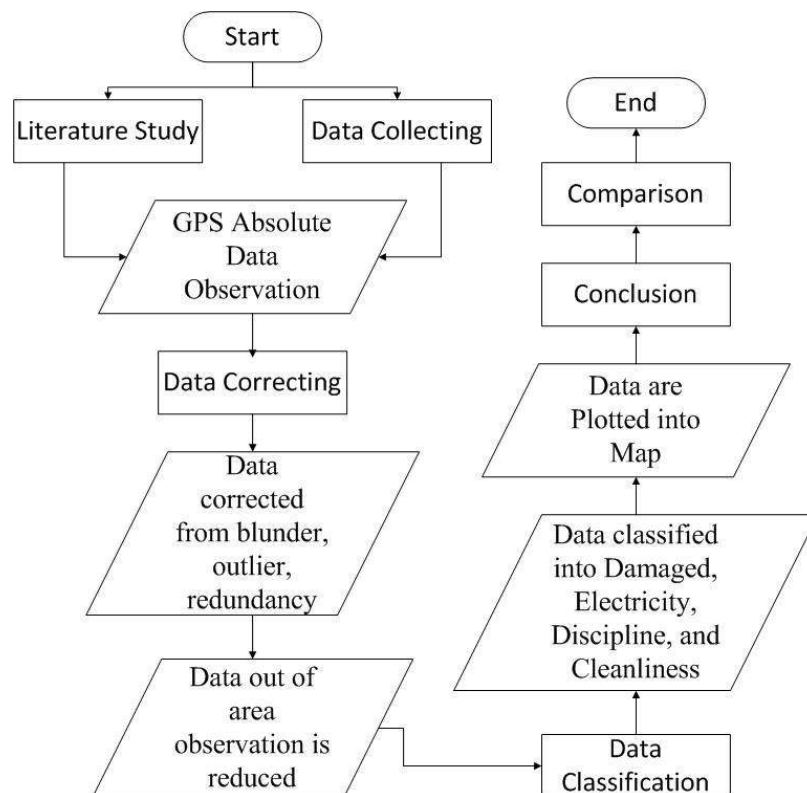 Start
Literature Study
Data Collecting
GPS Absolute
Data
Observation
Data Correcting
Data
corrected
from blunder,
outlier,
redundancy
Data out of
area
observation is
reduced
Data
Classification
Data classified
into Damaged,
Electricity,
Discipline, and
Cleanliness
Data are
Plotted into
Map
Conclusion
Comparison
End